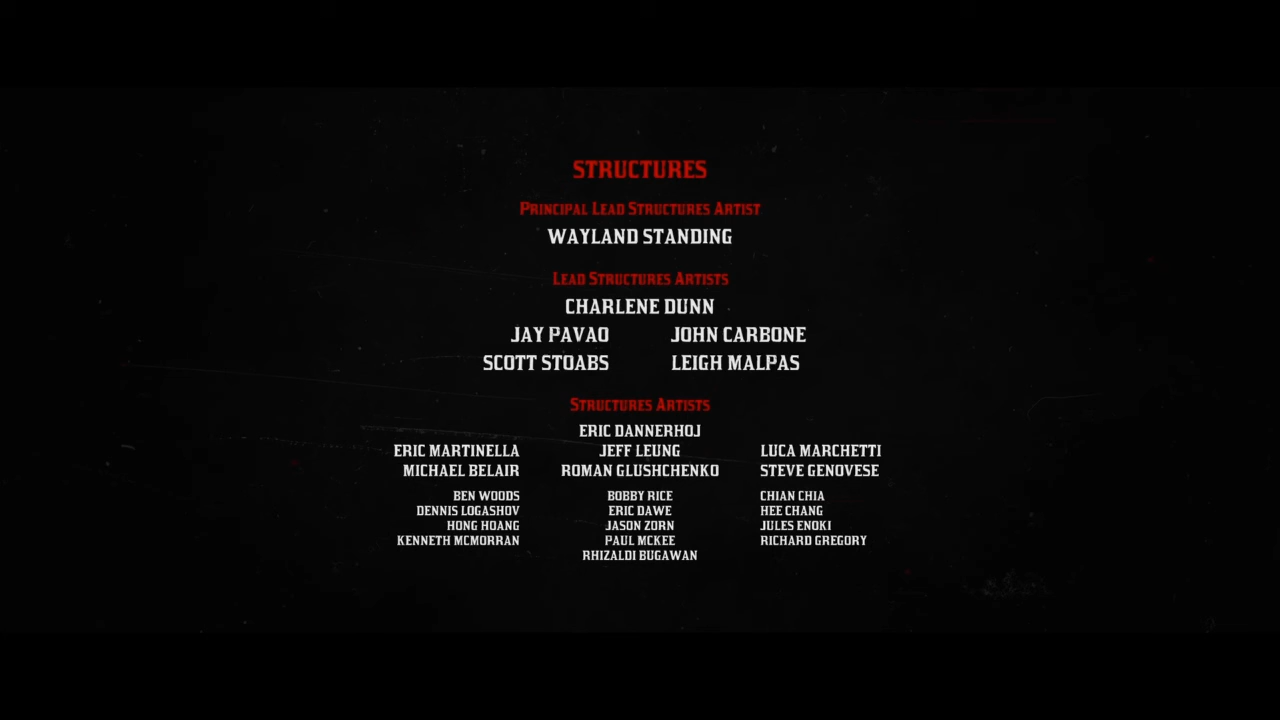 STRUCTURES
PRINCIPAL LEAD STRUCTURES ARTIST
WAYLAND STANDING
LEAD STRUCTURES ARTISTS
CHARLENE DUNN
JAY PAVAO JOHN CARBONE
SCOTT STOABS LEIGH MALPAS
STRUCTURES ARTISTS
ERIC DANNERHOJ
ERIC MARTINELLA JEFF LEUNG LUCA MARCHETTI
MICHAEL BELAIR ROMAN GLUSHCHENKO STEVE GENOVESE
BEN WOODS BOBBY RICE CHIAN CHIA
DENNIS LOGASHOV ERIC DAWE HEE CHANG
HONG HOANG JASON ZORN JULES ENOKI
KENNETH MCMORRAN PAUL MCKEE RICHARD GREGORY
RHIZALDI BUGAWAN